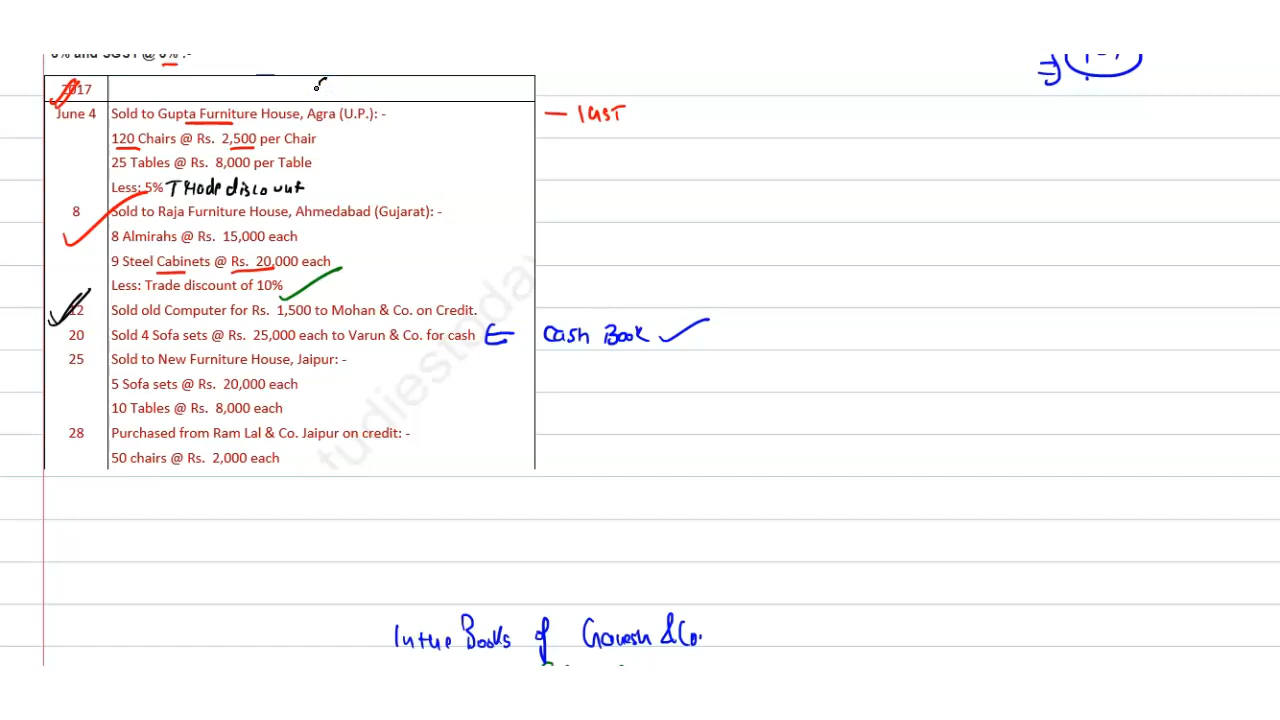 6% and SGST @ 6% :-
2017
June 4 Sold to Gupta Furniture House, Agra (U.P.): - — IGST
120 Chairs @ Rs. 2,500 per Chair
25 Tables @ Rs. 8,000 per Table
Less: 5% Trade discount
8 Sold to Raja Furniture House, Ahmedabad (Gujarat): -
8 Almirahs @ Rs. 15,000 each
9 Steel Cabinets @ Rs. 20,000 each
Less: Trade discount of 10%
12 Sold old Computer for Rs. 1,500 to Mohan & Co. on Credit.
20 Sold 4 Sofa sets @ Rs. 25,000 each to Varun & Co. for cash Cash Book
25 Sold to New Furniture House, Jaipur: -
5 Sofa sets @ Rs. 20,000 each
10 Tables @ Rs. 8,000 each
28 Purchased from Ram Lal & Co. Jaipur on credit: -
50 chairs @ Rs. 2,000 each
tudiestoday
In the Books of Ganesh & Co.